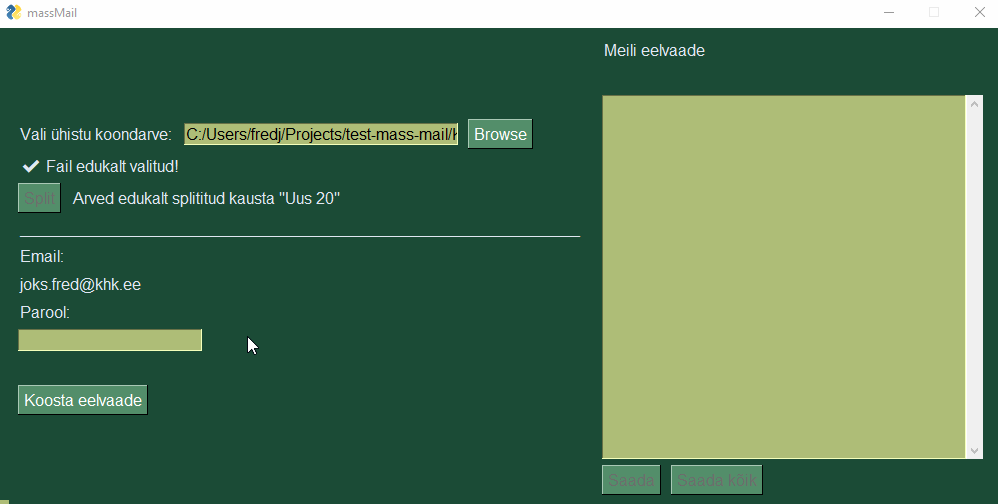 massMail
Meili eelvaade
Vali ühistu koondarve: C:/Users/fredj/Projects/test-mass-mail/ Browse
Fail edukalt valitud!
Split Arved edukalt splititud kausta "Uus 20"
Email:
joks.fred@khk.ee
Parool:
Koosta eelvaade
Saada Saada kõik